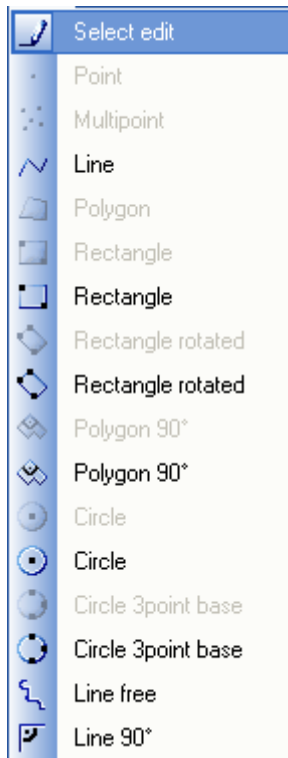 Select edit
Point
Multipoint
Line
Polygon
Rectangle
Rectangle
Rectangle rotated
Rectangle rotated
Polygon 90°
Polygon 90°
Circle
Circle
Circle 3point base
Circle 3point base
Line free
Line 90°